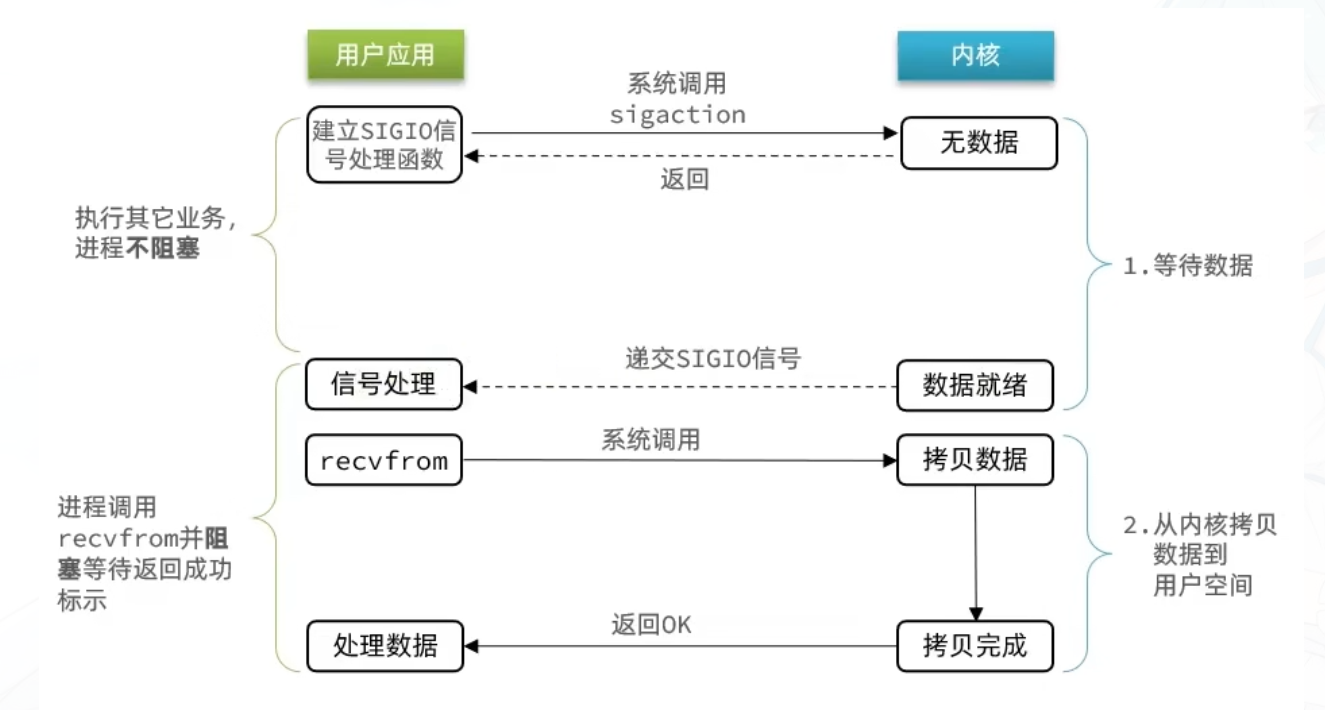 用户应用
内核
系统调用
sigaction
建立SIGIO信
号处理函数
无数据
返回
执行其它业务,
进程不阻塞
1.等待数据
递交SIGIO信号
信号处理
数据就绪
系统调用
recvfrom
拷贝数据
进程调用
recvfrom并阻
塞等待返回成功
标示
2.从内核拷贝
数据到
用户空间
返回OK
处理数据
拷贝完成